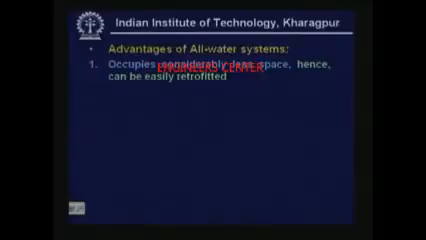 Indian Institute of Technology, Kharagpur
• Advantages of All-water systems:
1. Occupies considerably less space, hence,
ENGINEERS CENTER
can be easily retrofitted